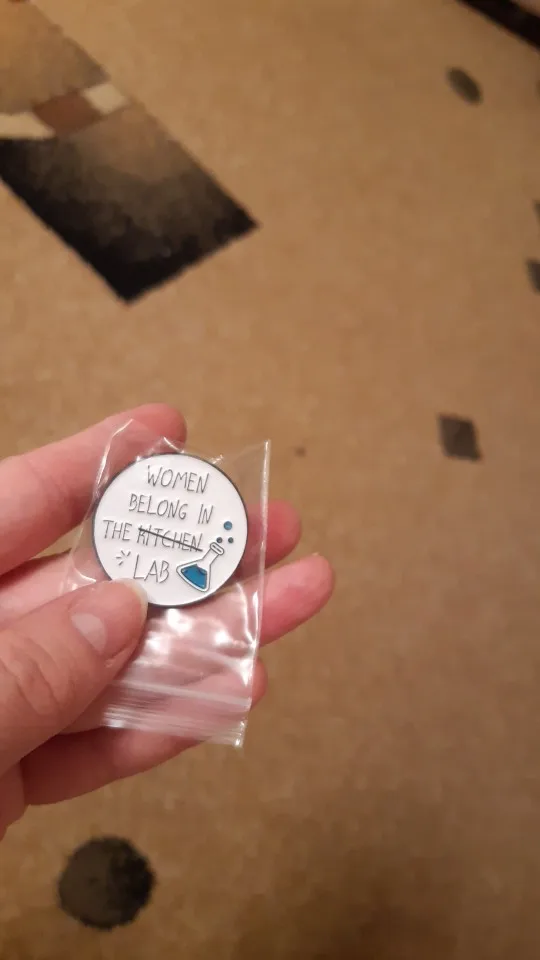 WOMEN
BELONG IN
THE KITCHEN
LAB